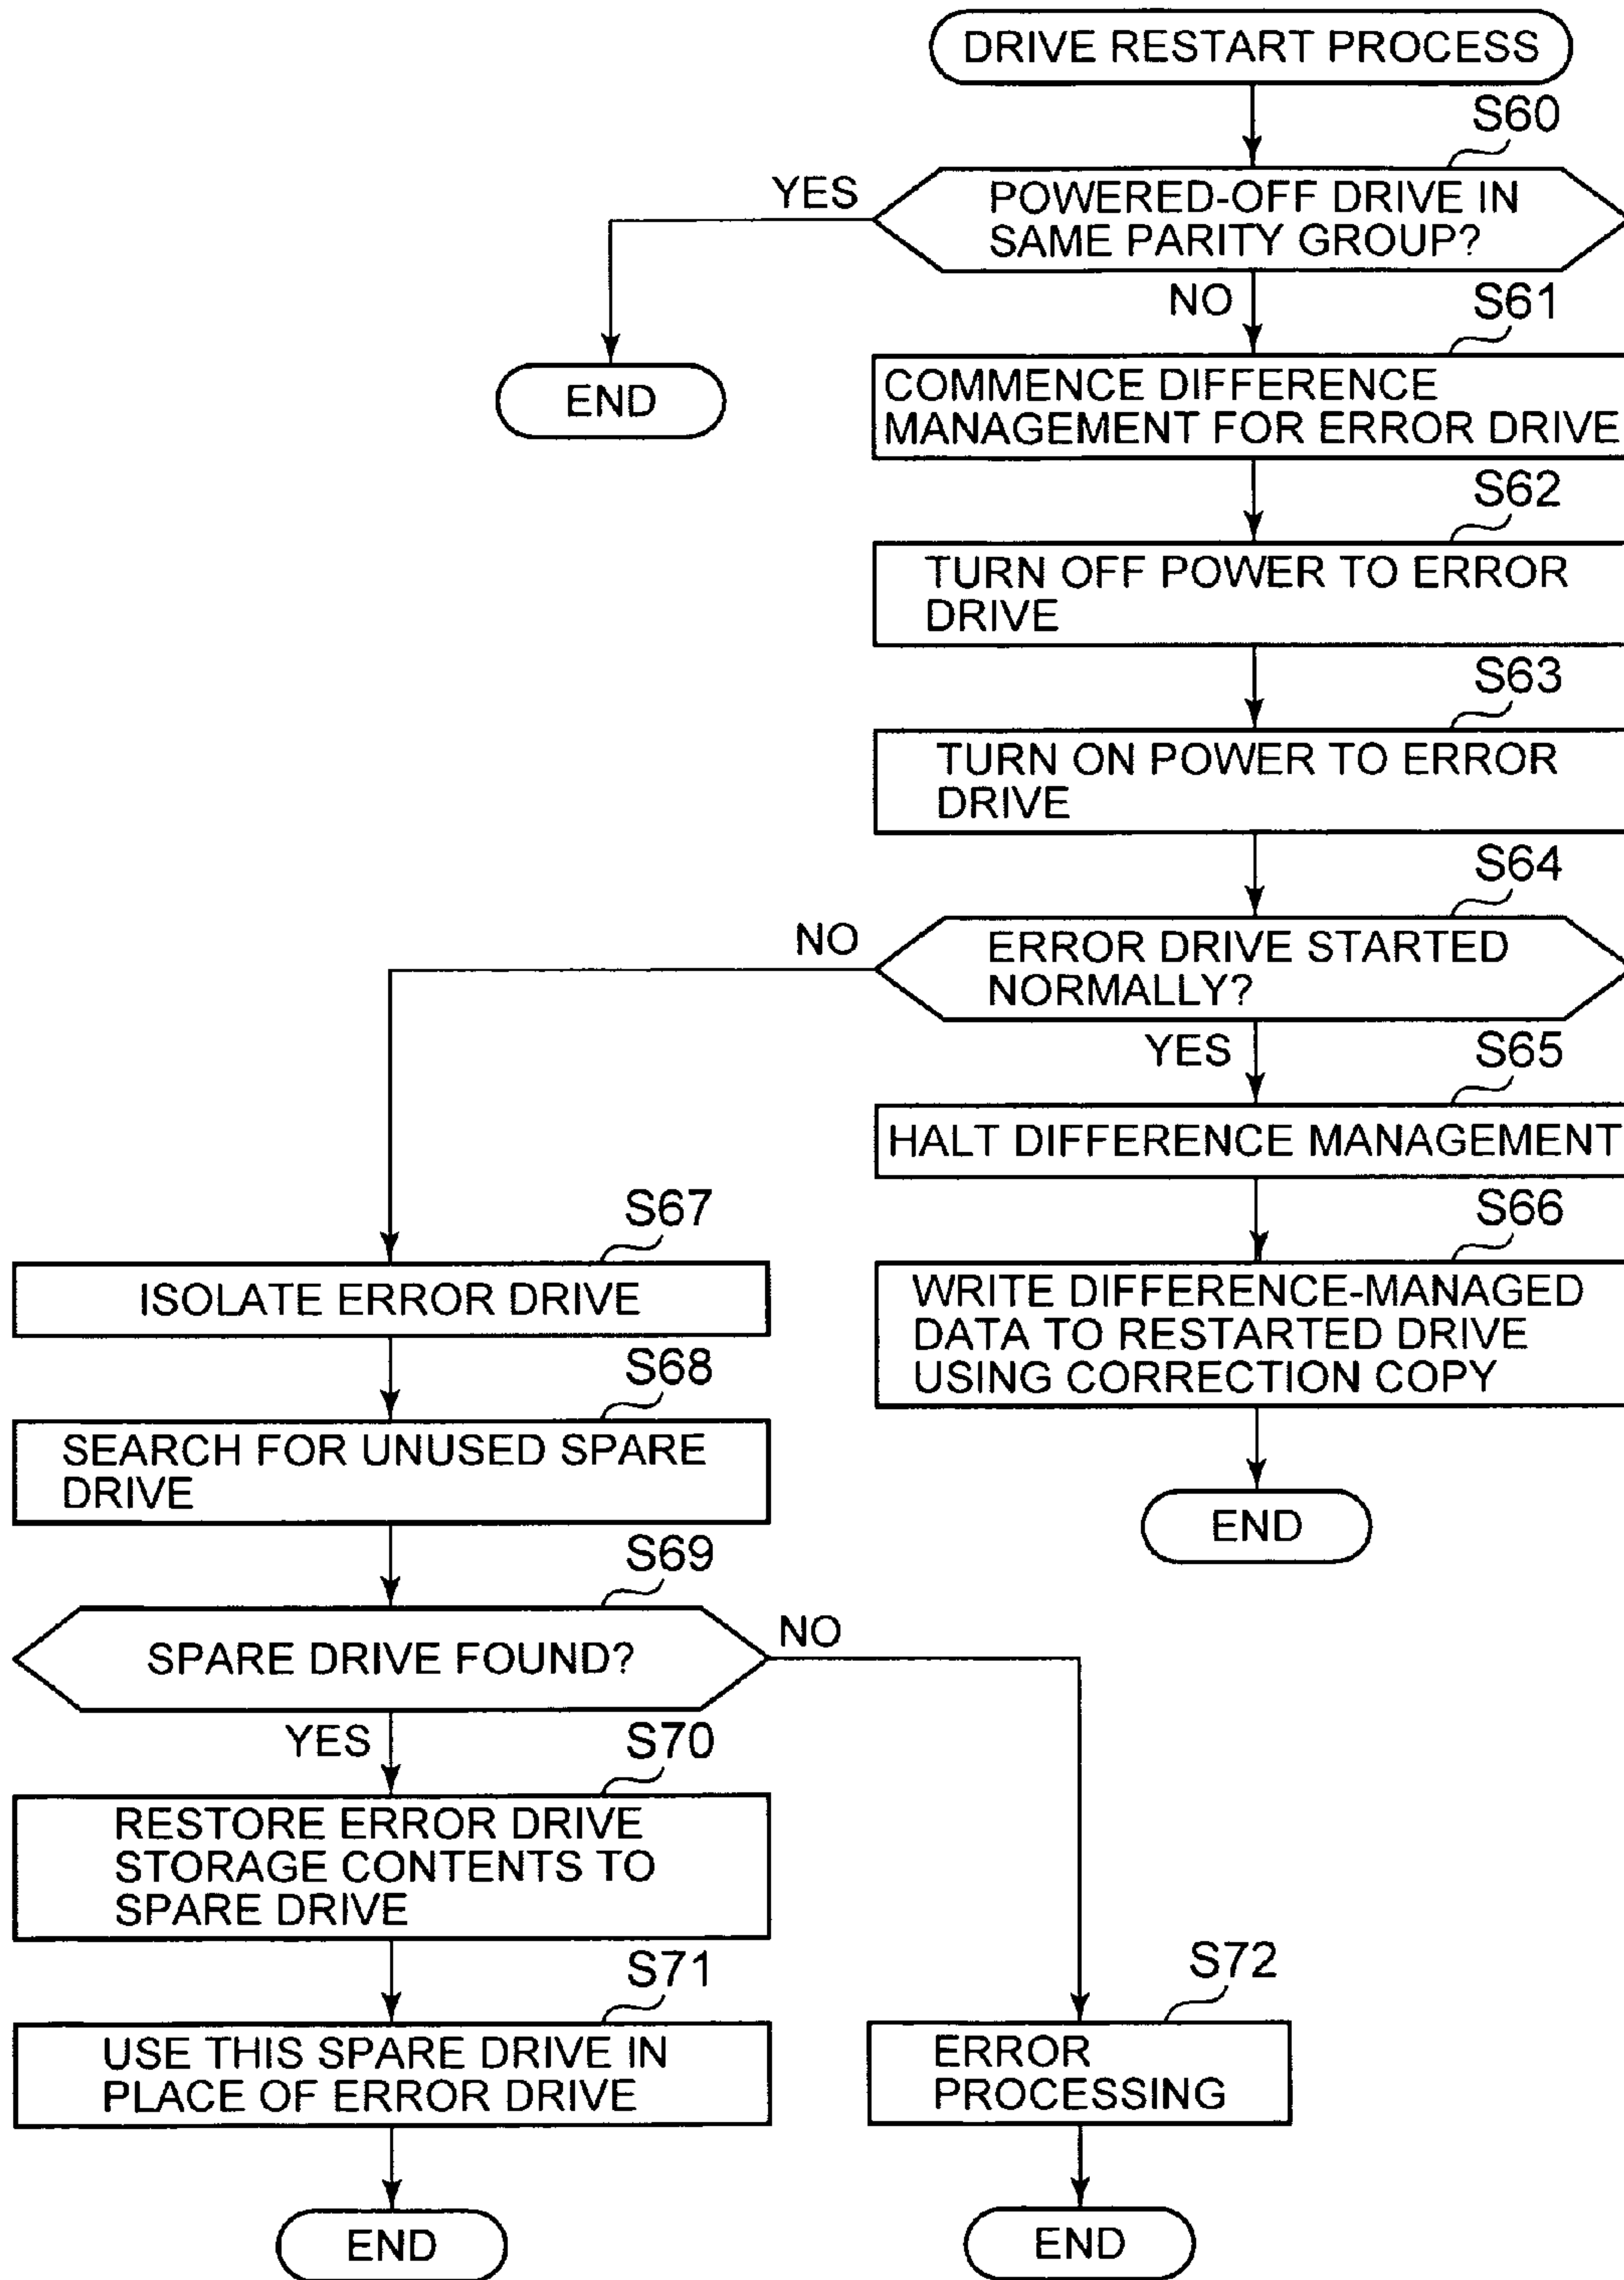 DRIVE RESTART PROCESS
S60
POWERED-OFF DRIVE IN
SAME PARITY GROUP?
YES
END
NO
S61
COMMENCE DIFFERENCE
MANAGEMENT FOR ERROR DRIVE
S62
TURN OFF POWER TO ERROR
DRIVE
S63
TURN ON POWER TO ERROR
DRIVE
S64
ERROR DRIVE STARTED
NORMALLY?
NO
YES
S65
HALT DIFFERENCE MANAGEMENT
S66
WRITE DIFFERENCE-MANAGED
DATA TO RESTARTED DRIVE
USING CORRECTION COPY
END
S67
ISOLATE ERROR DRIVE
S68
SEARCH FOR UNUSED SPARE
DRIVE
S69
SPARE DRIVE FOUND?
NO
YES
S70
RESTORE ERROR DRIVE
STORAGE CONTENTS TO
SPARE DRIVE
S71
USE THIS SPARE DRIVE IN
PLACE OF ERROR DRIVE
END
S72
ERROR
PROCESSING
END